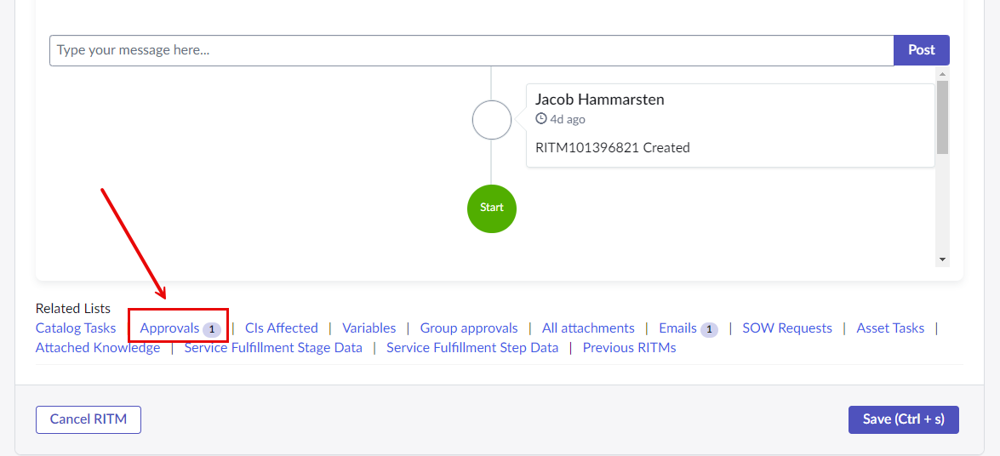 Type your message here...
Post
Jacob Hammarsten
4d ago
RITM101396821 Created
Start
Related Lists
Catalog Tasks Approvals 1 | CIs Affected | Variables | Group approvals | All attachments | Emails 1 | SOW Requests | Asset Tasks |
Attached Knowledge | Service Fulfillment Stage Data | Service Fulfillment Step Data | Previous RITMs
Cancel RITM
Save (Ctrl + s)